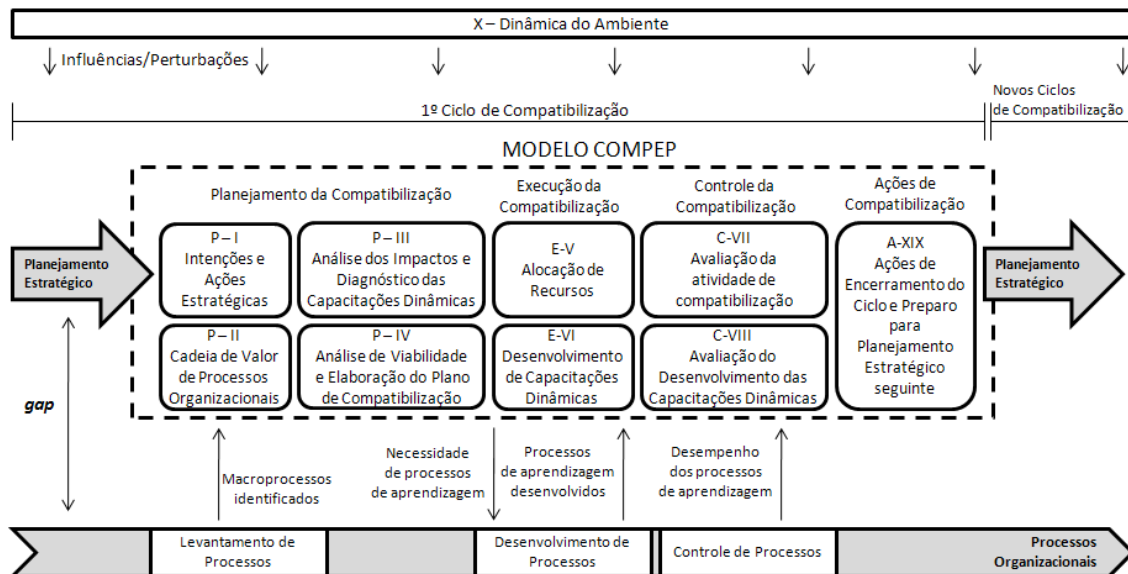 X – Dinâmica do Ambiente
Influências/Perturbações
1º Ciclo de Compatibilização
Novos Ciclos
de Compatibilização
MODELO COMPEP
Planejamento da Compatibilização
Execução da
Compatibilização
Controle da
Compatibilização
Ações de
Compatibilização
Planejamento
Estratégico
P – I
Intenções e
Ações
Estratégicas
P – III
Análise dos Impactos e
Diagnóstico das
Capacitações Dinâmicas
E-V
Alocação de
Recursos
C-VII
Avaliação da
atividade de
compatibilização
A-XIX
Ações de
Encerramento do
Ciclo e Preparo
para
Planejamento
Estratégico
seguinte
Planejamento
Estratégico
P – II
Cadeia de Valor
de Processos
Organizacionais
P – IV
Análise de Viabilidade
e Elaboração do Plano
de Compatibilização
E-VI
Desenvolvimento
de Capacitações
Dinâmicas
C-VIII
Avaliação do
Desenvolvimento das
Capacitações Dinâmicas
gap
Macroprocessos
identificados
Necessidade
de processos
de aprendizagem
Processos
de aprendizagem
desenvolvidos
Desempenho
dos processos
de aprendizagem
Levantamento de
Processos
Desenvolvimento de
Processos
Controle de Processos
Processos
Organizacionais